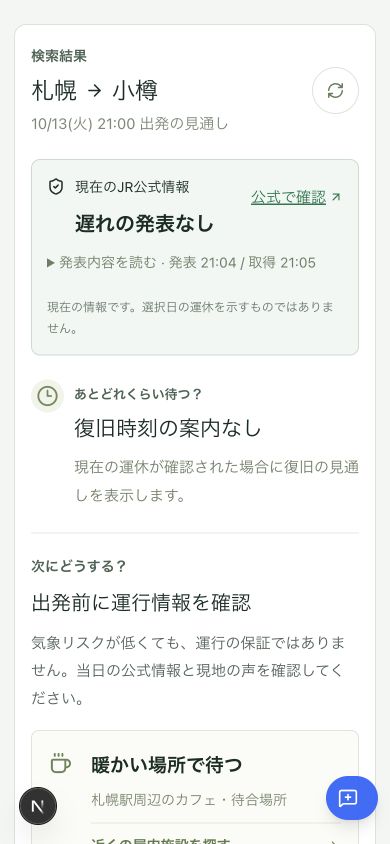 検索結果
札幌 → 小樽
10/13(火) 21:00 出発の見通し
現在のJR公式情報
公式で確認 ↗
遅れの発表なし
▶ 発表内容を読む · 発表 21:04 / 取得 21:05
現在の情報です。選択日の運休を示すものではありま
せん。
あとどれくらい待つ？
復旧時刻の案内なし
現在の運休が確認された場合に復旧の見通
しを表示します。
次にどうする？
出発前に運行情報を確認
気象リスクが低くても、運行の保証ではありま
せん。当日の公式情報と現地の声を確認してく
ださい。
暖かい場所で待つ
札幌駅周辺のカフェ・待合場所
近くの屋内施設を探す
N